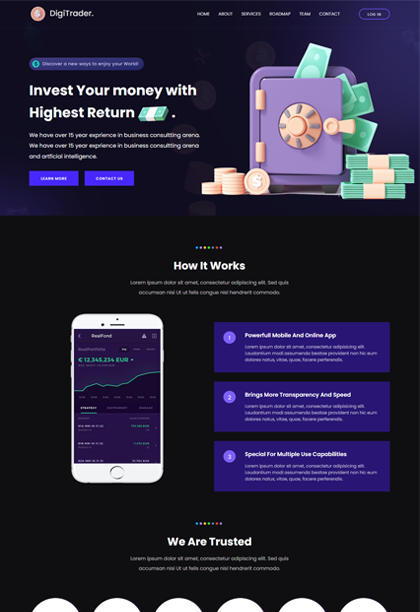 DigiTrader.
HOME ABOUT SERVICES ROADMAP TEAM CONTACT LOG IN
Discover a new ways to enjoy your World!
Invest Your money with
Highest Return .
We have over 15 year exprience in business consultting arena.
We have over 15 year exprience in business consultting arena
and artficial intelligence.
LEARN MORE CONTACT US
How It Works
Lorem ipsum dolor sit amet, consectetur adipiscing elit. Sed quis
accumsan nisi Ut ut felis congue nisl hendrerit commodo.
RealFond
RealPortfolio
€ 12,345,234 EUR
STRATEGY
1
Powerfull Mobile And Online App
Lorem ipsum dolor sit amet, consectetur adipisicing elit.
Laudantium modi assumenda beatae provident non hic eum
dolores natus, vitae, quae, facere perferendis.
2
Brings More Transparency And Speed
Lorem ipsum dolor sit amet, consectetur adipisicing elit.
Laudantium modi assumenda beatae provident non hic eum
dolores natus, vitae, quae, facere perferendis.
3
Special For Multiple Use Capabilities
Lorem ipsum dolor sit amet, consectetur adipisicing elit.
Laudantium modi assumenda beatae provident non hic eum
dolores natus, vitae, quae, facere perferendis.
We Are Trusted
Lorem ipsum dolor sit amet, consectetur adipiscing elit. Sed quis
accumsan nisi Ut ut felis congue nisl hendrerit commodo.